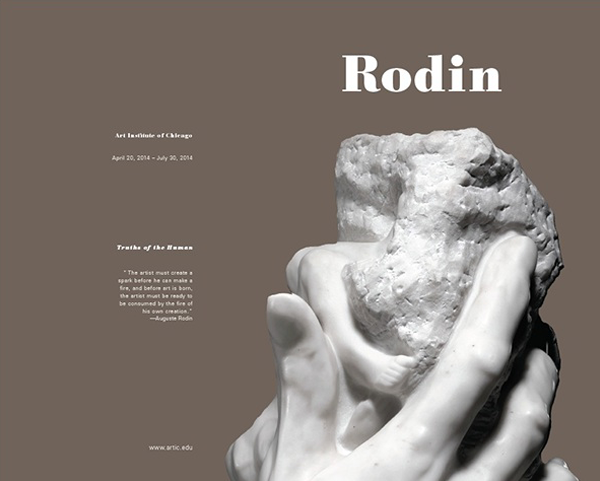 Rodin
Art Institute of Chicago
April 20, 2014 – July 30, 2014
Truths of the Human
" The artist must create a
spark before he can make a
fire, and before art is born,
the artist must be ready to
be consumed by the fire of
his own creation."
—Auguste Rodin
www.artic.edu